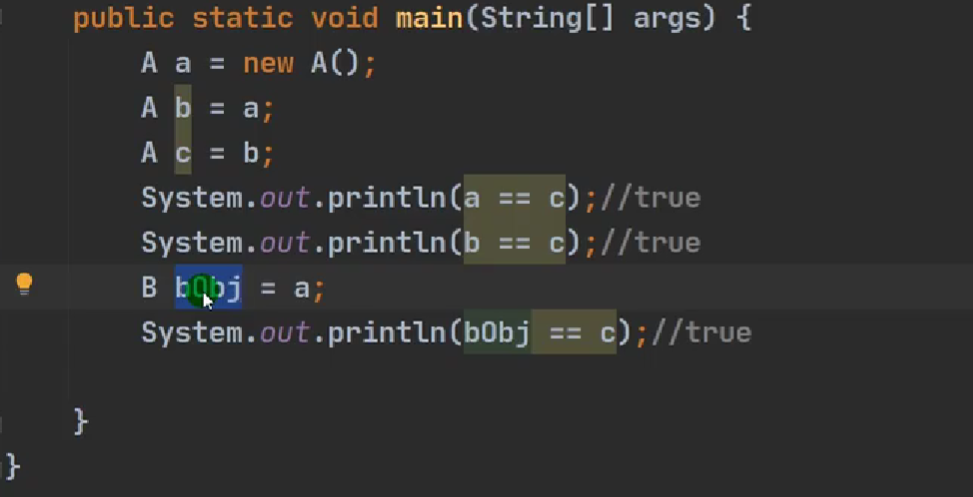 public static void main(String[] args) {
A a = new A();
A b = a;
A c = b;
System.out.println(a == c);//true
System.out.println(b == c);//true
B bObj = a;
System.out.println(bObj == c);//true
}
}